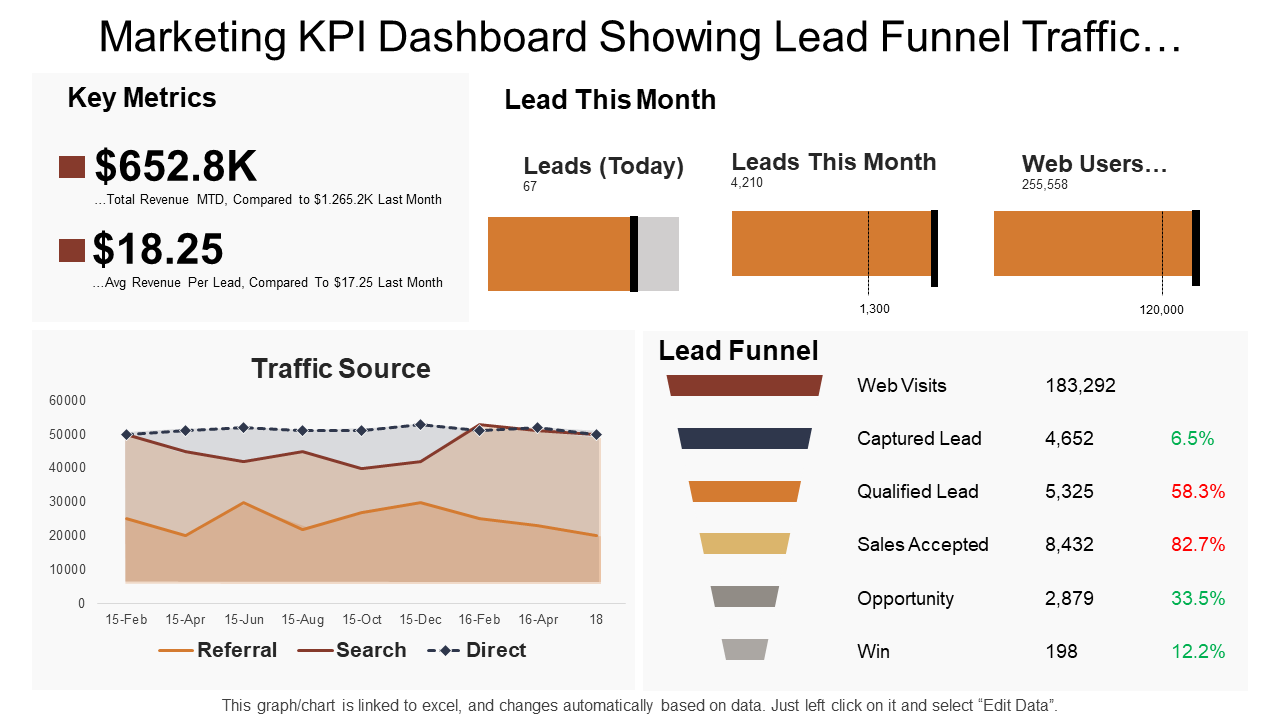 Marketing KPI Dashboard Showing Lead Funnel Traffic…
Key Metrics
$652.8K
…Total Revenue MTD, Compared to $1.265.2K Last Month
$18.25
…Avg Revenue Per Lead, Compared To $17.25 Last Month
Lead This Month
Leads (Today)
67
Leads This Month
4,210
1,300
Web Users…
255,558
120,000
Traffic Source
60000
50000
40000
30000
20000
10000
0
15-Feb 15-Apr 15-Jun 15-Aug 15-Oct 15-Dec 16-Feb 16-Apr 18
Referral Search Direct
Lead Funnel
Web Visits 183,292
Captured Lead 4,652 6.5%
Qualified Lead 5,325 58.3%
Sales Accepted 8,432 82.7%
Opportunity 2,879 33.5%
Win 198 12.2%
This graph/chart is linked to excel, and changes automatically based on data. Just left click on it and select “Edit Data”.